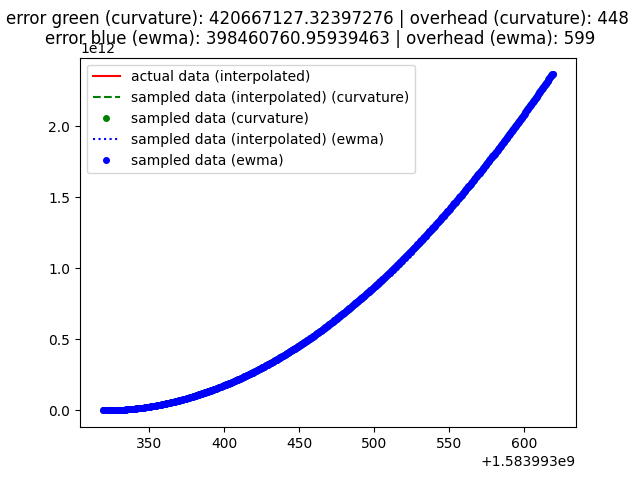 error green (curvature): 420667127.32397276 | overhead (curvature): 448
error blue (ewma): 398460760.95939463 | overhead (ewma): 599
1e12
actual data (interpolated)
sampled data (interpolated) (curvature)
sampled data (curvature)
sampled data (interpolated) (ewma)
sampled data (ewma)
2.0
1.5
1.0
0.5
0.0
350 400 450 500 550 600
+1.583993e9